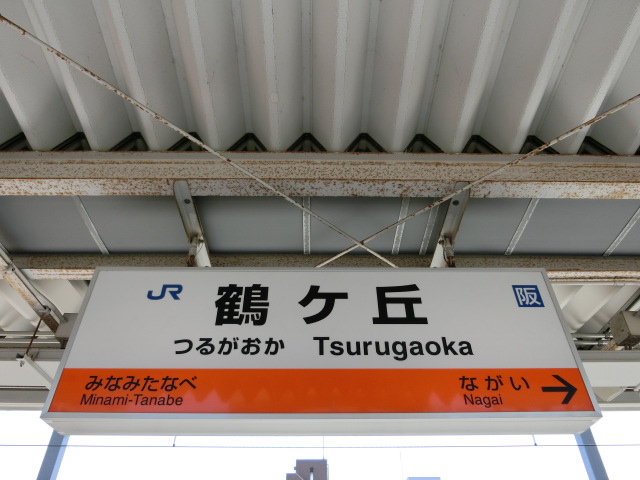 JR 鶴ケ丘 阪
つるがおか Tsurugaoka
みなみたなべ ながい →
Minami-Tanabe Nagai